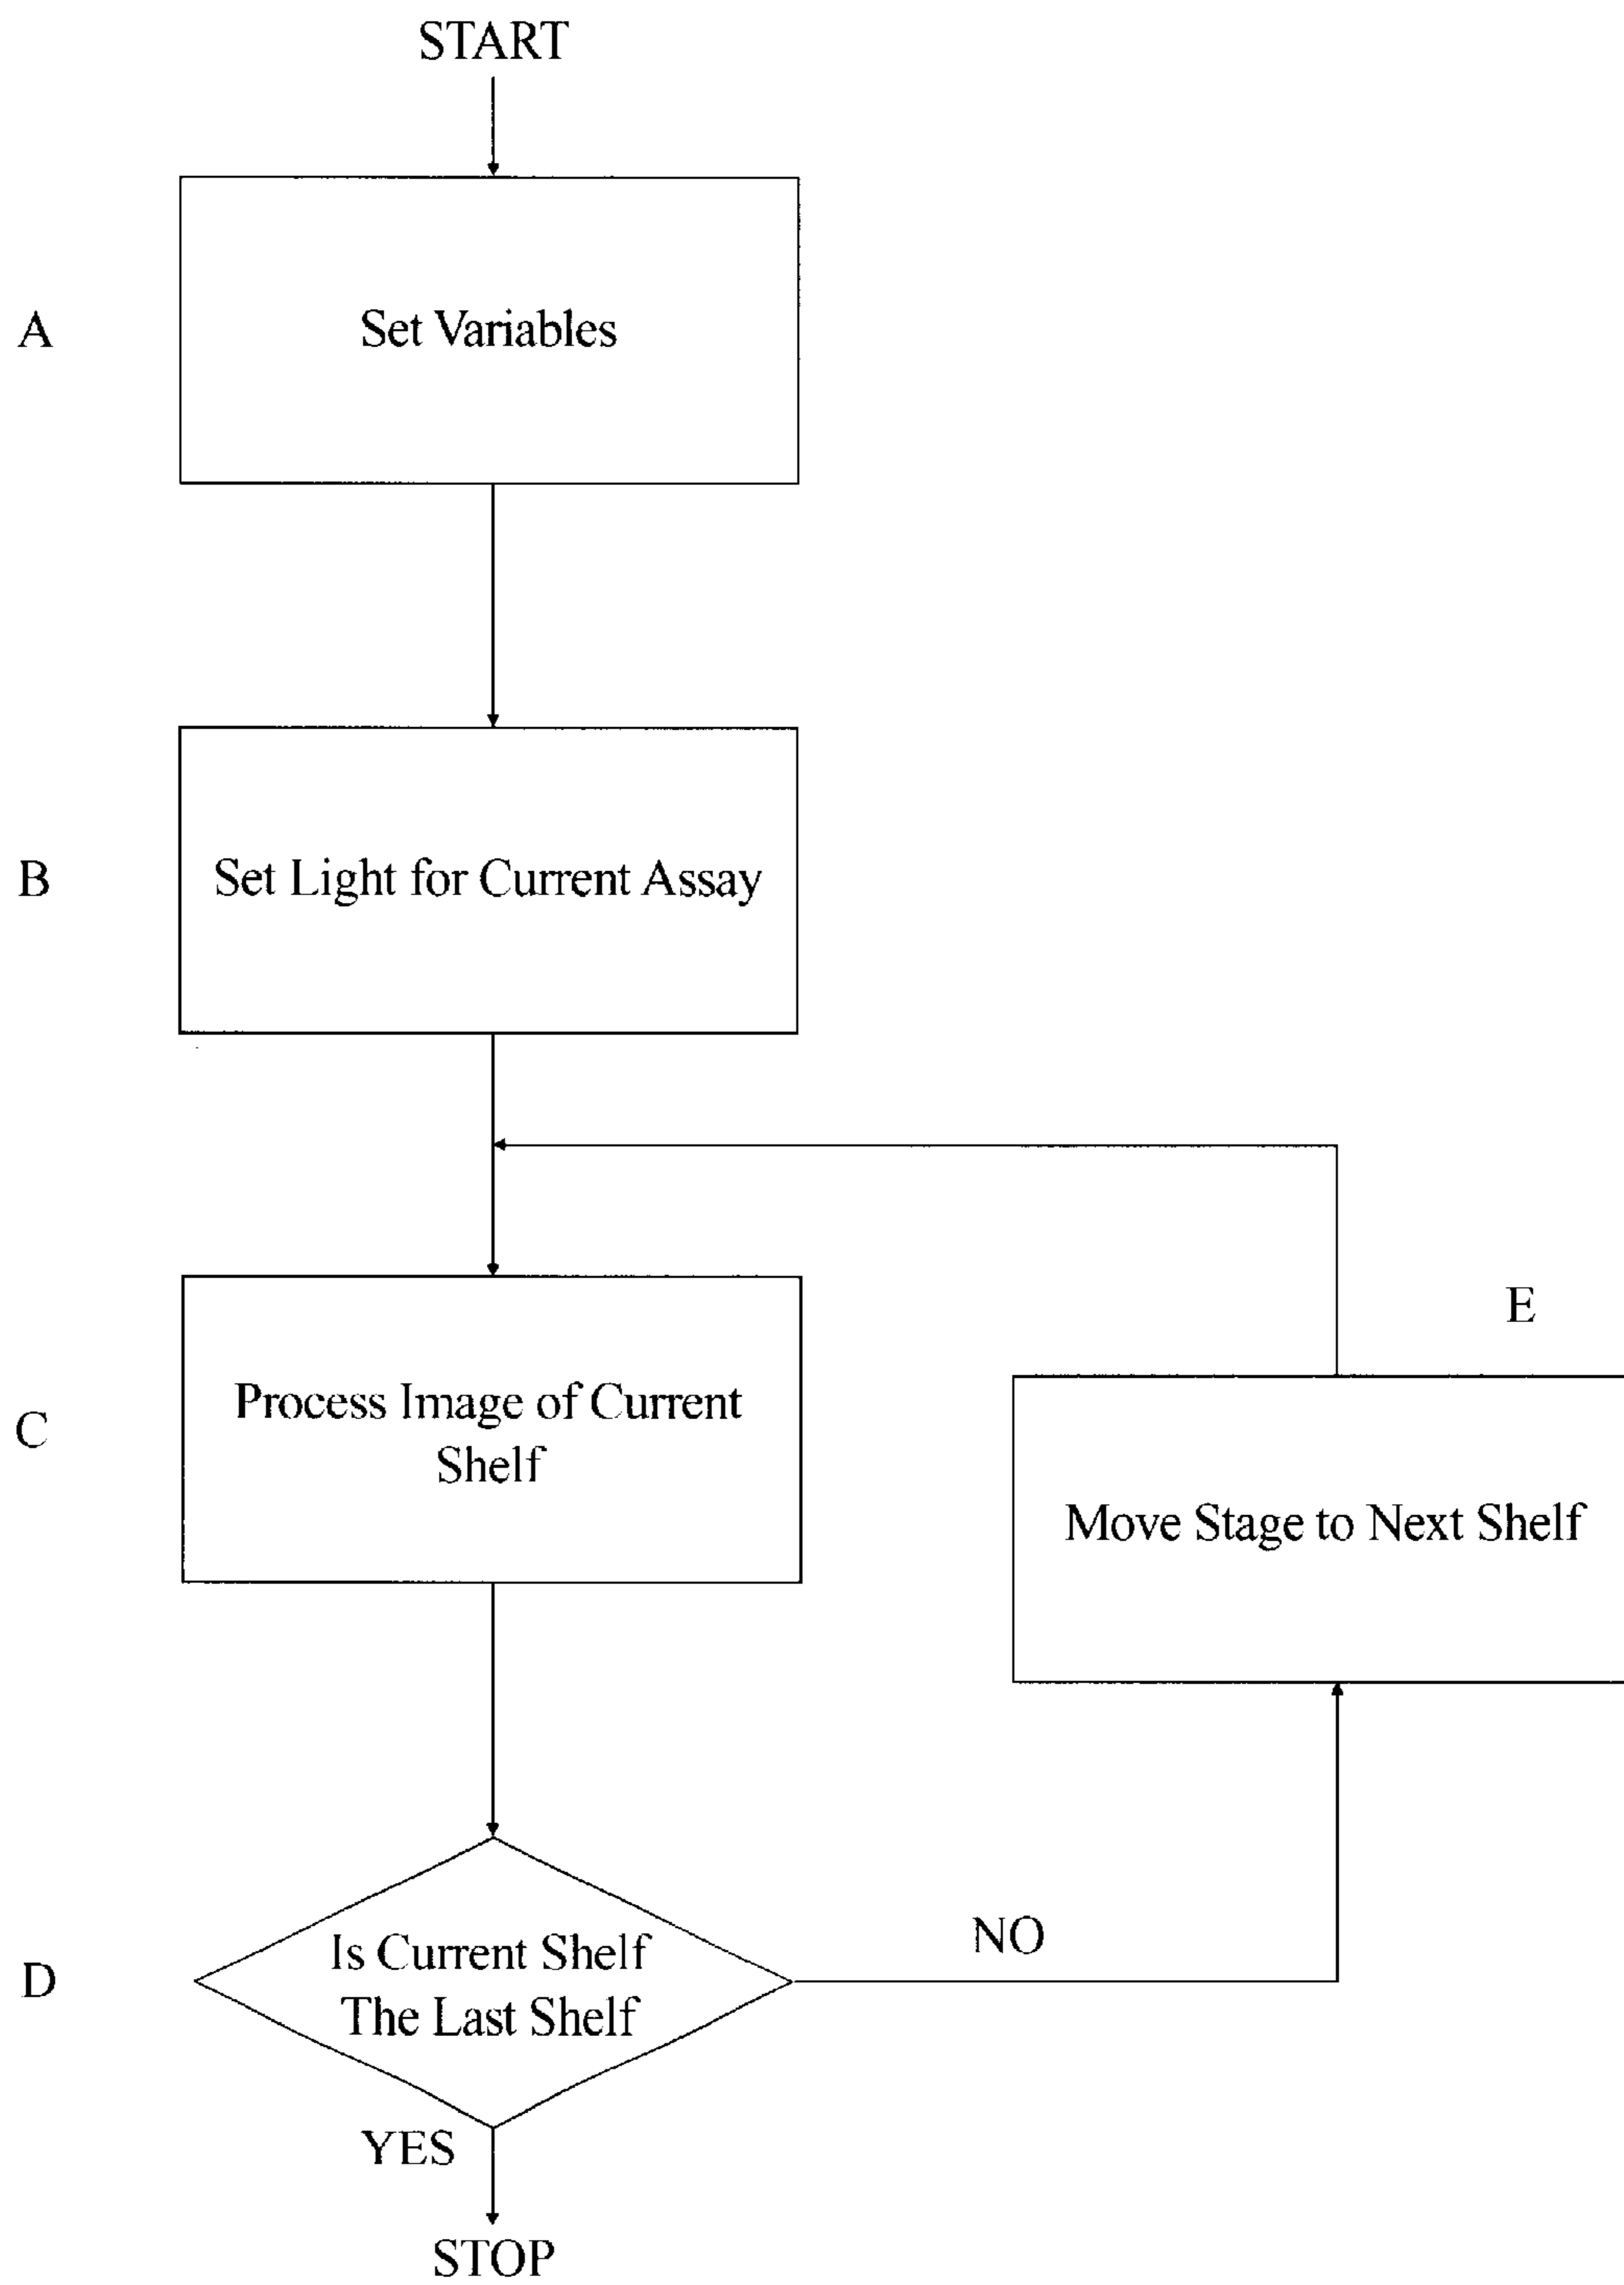 START
A
Set Variables
B
Set Light for Current Assay
C
Process Image of Current
Shelf
E
Move Stage to Next Shelf
D
Is Current Shelf
The Last Shelf
NO
YES
STOP